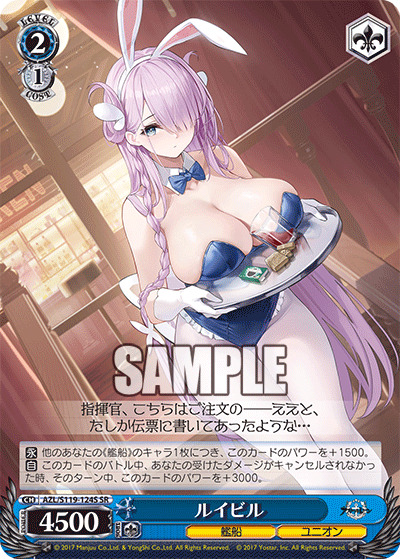 LEVEL
2
1
COST
SAMPLE
指揮官、こちらはご注文の――ええと、
たしか伝票に書いてあったような…
永 他のあなたの《艦船》のキャラ1枚につき、このカードのパワーを+1500。
自 このカードのバトル中、あなたの受けたダメージがキャンセルされなかった時、そのターン中、このカードのパワーを+3000。
CH AZL/S119-124S SR
4500
ルイビル
艦船
ユニオン
© 2017 Manjuu Co.,Ltd. & YongShi Co.,Ltd. All Rights Reserved. © 2017 Yostar, Inc. All Rights Reserved.